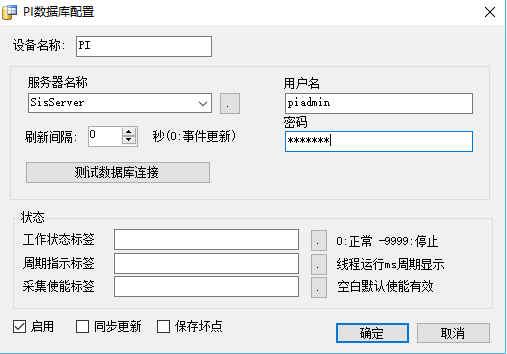 PI数据库配置
设备名称: PI
服务器名称
SisServer .
用户名
piadmin
刷新间隔: 0 秒(0:事件更新)
密码
*******
测试数据库连接
状态
工作状态标签 . 0:正常 -9999:停止
周期指示标签 . 线程运行ms周期显示
采集使能标签 . 空白默认使能有效
启用 同步更新 保存坏点 确定 取消